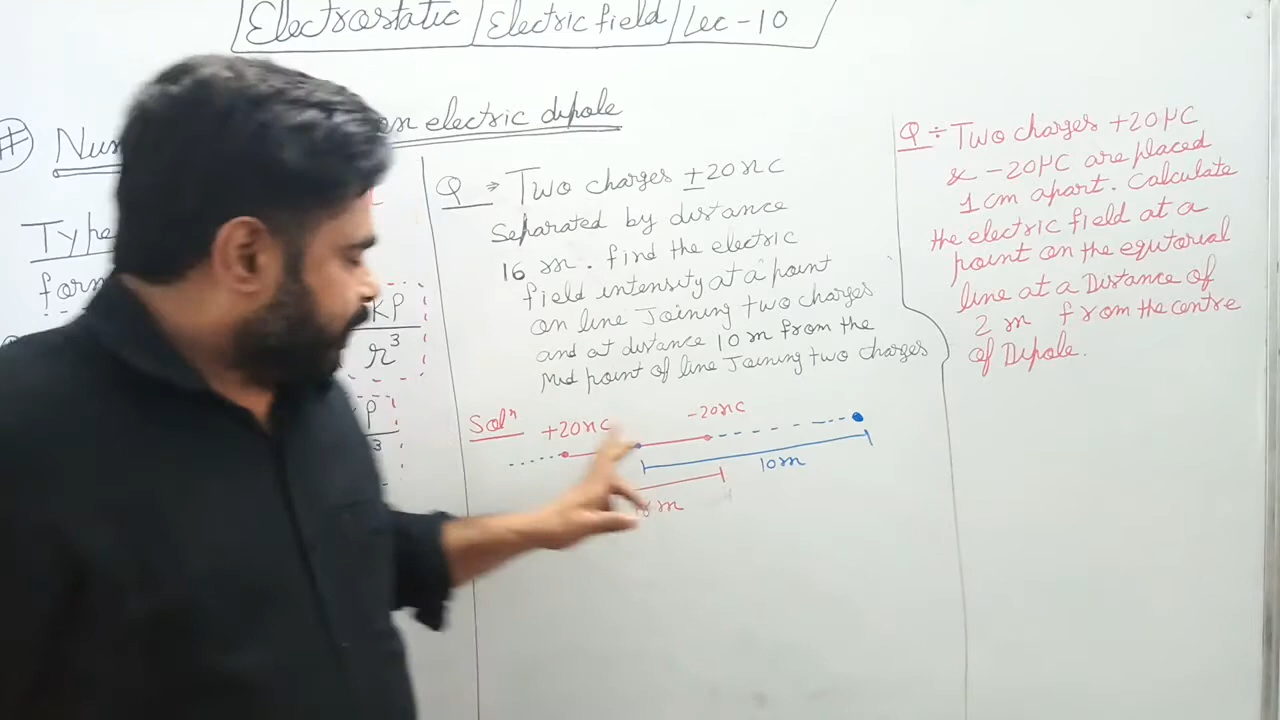 Electrostatic Electric field Lec - 10
# Num on electric dipole
Type
form
KP
r³
P
3
Q ⇒ Two charges ±20nC
separated by distance
16 m. find the electric
field intensity at a point
on line Joining two charges
and at distance 10 m from the
Mid point of line Joining two charges
Solⁿ
+20nC
-20nC
10m
m
Q ÷ Two charges +20μC
& -20μC are placed
1 cm apart. Calculate
the electric field at a
point on the equtorial
line at a Distance of
2 m from the centre
of Dipole.